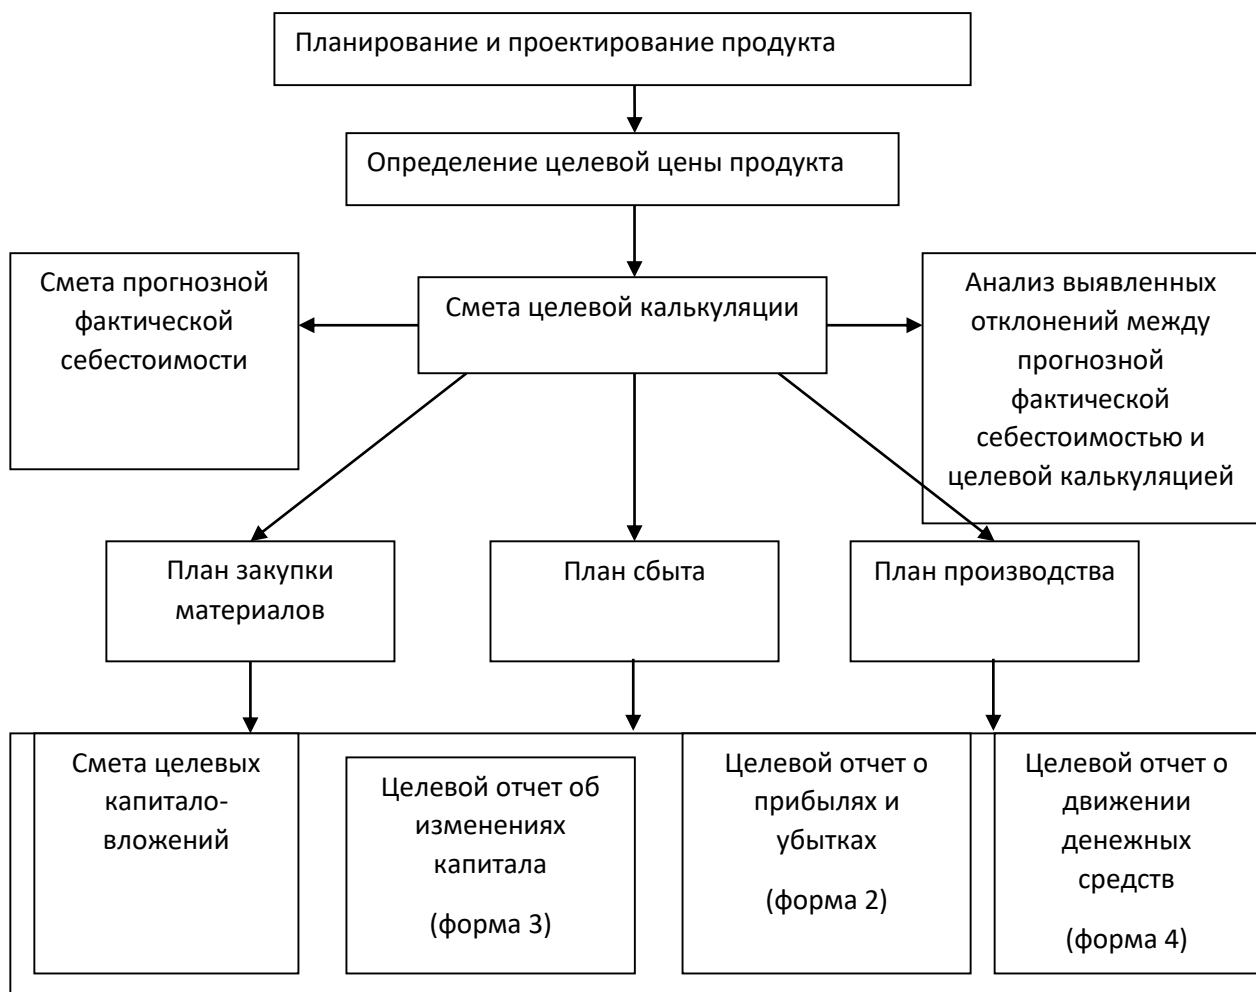 Планирование и проектирование продукта
Определение целевой цены продукта
Смета прогнозной
фактической
себестоимости
Смета целевой калькуляции
Анализ выявленных
отклонений между
прогнозной
фактической
себестоимостью и
целевой калькуляцией
План закупки
материалов
План сбыта
План производства
Смета целевых
капитало-
вложений
Целевой отчет об
изменениях
капитала
(форма 3)
Целевой отчет о
прибылях и
убытках
(форма 2)
Целевой отчет о
движении
денежных
средств
(форма 4)